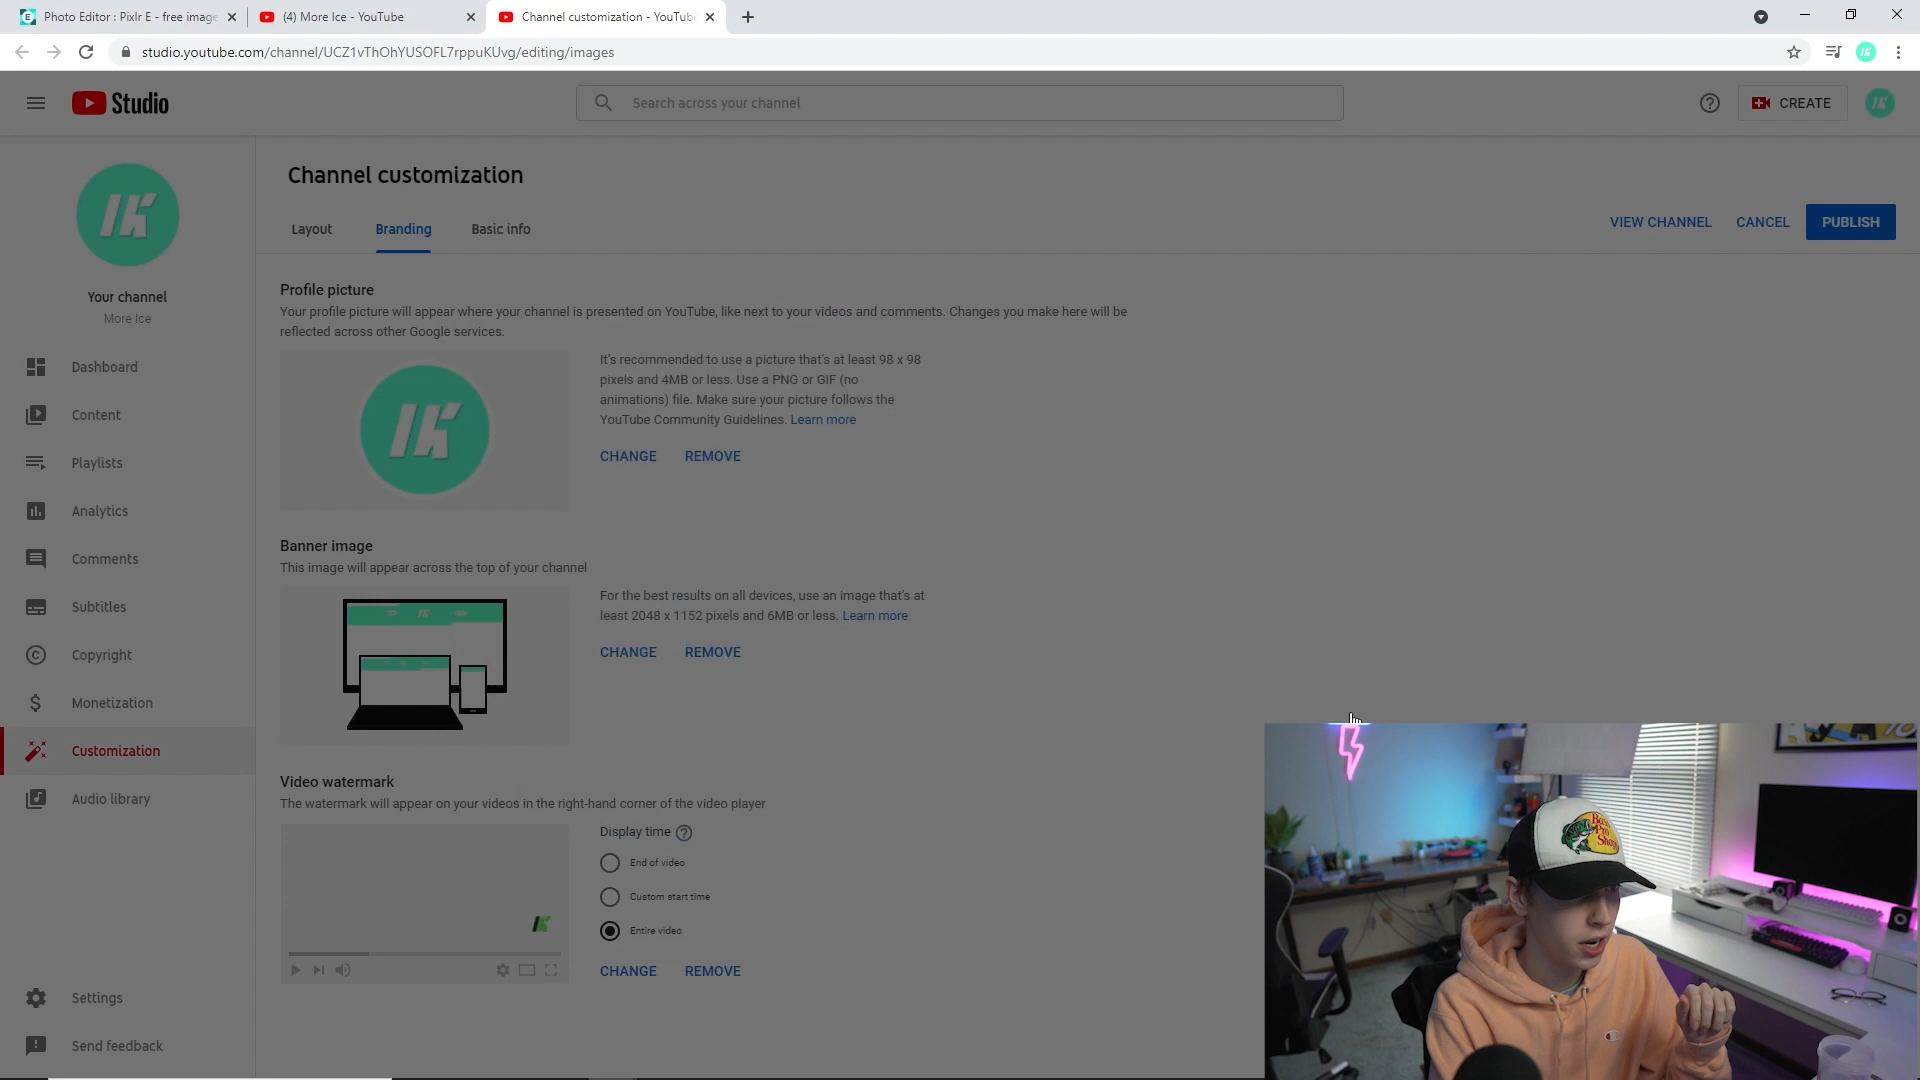 Photo Editor : Pixlr E - free image
(4) More Ice - YouTube
Channel customization - YouTube
studio.youtube.com/channel/UCZ1vThOhYUSOFL7rppuKUvg/editing/images
Studio
Search across your channel
CREATE
Channel customization
Layout
Branding
Basic info
VIEW CHANNEL
CANCEL
PUBLISH
Your channel
More Ice
Dashboard
Content
Playlists
Analytics
Comments
Subtitles
Copyright
Monetization
Customization
Audio library
Settings
Send feedback
Profile picture
Your profile picture will appear where your channel is presented on YouTube, like next to your videos and comments. Changes you make here will be
reflected across other Google services.
It's recommended to use a picture that's at least 98 x 98
pixels and 4MB or less. Use a PNG or GIF (no
animations) file. Make sure your picture follows the
YouTube Community Guidelines. Learn more
CHANGE
REMOVE
Banner image
This image will appear across the top of your channel
For the best results on all devices, use an image that's at
least 2048 x 1152 pixels and 6MB or less. Learn more
CHANGE
REMOVE
Video watermark
The watermark will appear on your videos in the right-hand corner of the video player
Display time
End of video
Custom start time
Entire video
CHANGE
REMOVE
Bass
Pro
Shops